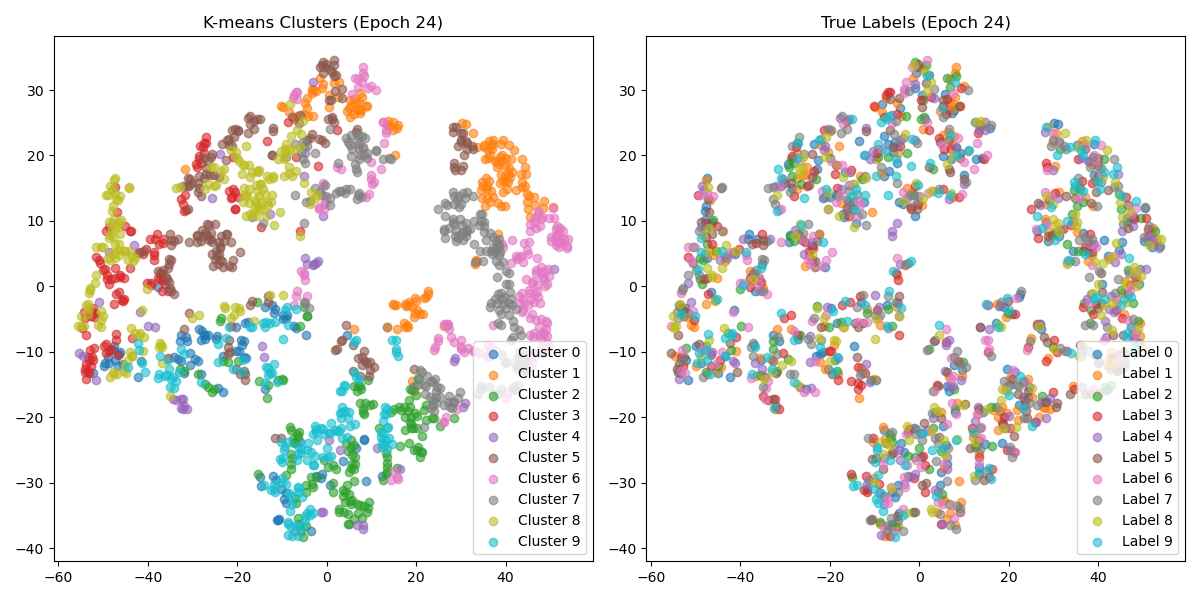 K-means Clusters (Epoch 24)
30
20
10
0
−10
−20
−30
−40
−60
−40
−20
0
20
40
Cluster 0
Cluster 1
Cluster 2
Cluster 3
Cluster 4
Cluster 5
Cluster 6
Cluster 7
Cluster 8
Cluster 9
True Labels (Epoch 24)
30
20
10
0
−10
−20
−30
−40
−60
−40
−20
0
20
40
Label 0
Label 1
Label 2
Label 3
Label 4
Label 5
Label 6
Label 7
Label 8
Label 9